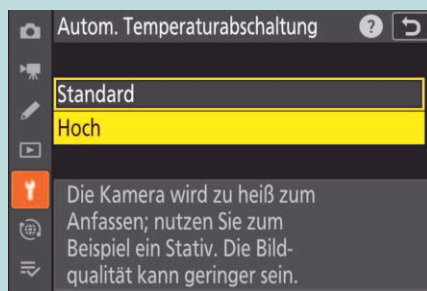 Autom. Temperaturabschaltung ?
Standard
Hoch
Die Kamera wird zu heiß zum
Anfassen; nutzen Sie zum
Beispiel ein Stativ. Die Bild-
qualität kann geringer sein.